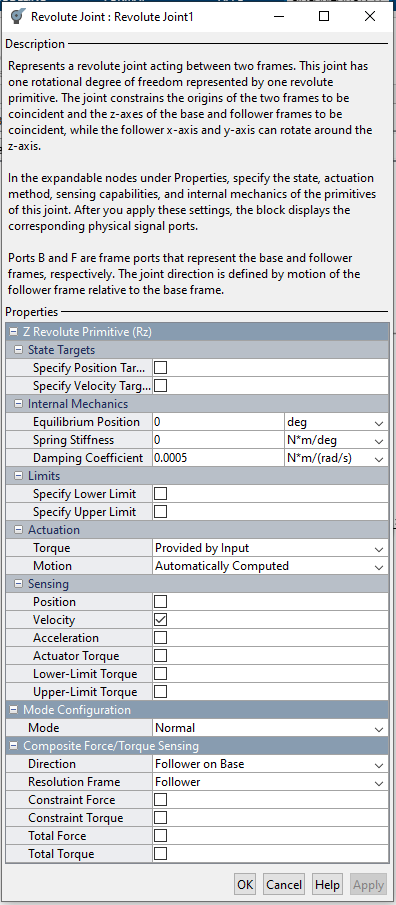 Revolute Joint : Revolute Joint1
Description
Represents a revolute joint acting between two frames. This joint has
one rotational degree of freedom represented by one revolute
primitive. The joint constrains the origins of the two frames to be
coincident and the z-axes of the base and follower frames to be
coincident, while the follower x-axis and y-axis can rotate around the
z-axis.
In the expandable nodes under Properties, specify the state, actuation
method, sensing capabilities, and internal mechanics of the primitives
of this joint. After you apply these settings, the block displays the
corresponding physical signal ports.
Ports B and F are frame ports that represent the base and follower
frames, respectively. The joint direction is defined by motion of the
follower frame relative to the base frame.
Properties
Z Revolute Primitive (Rz)
State Targets
Specify Position Tar...
Specify Velocity Targ...
Internal Mechanics
Equilibrium Position 0 deg
Spring Stiffness 0 N*m/deg
Damping Coefficient 0.0005 N*m/(rad/s)
Limits
Specify Lower Limit
Specify Upper Limit
Actuation
Torque Provided by Input
Motion Automatically Computed
Sensing
Position
Velocity
Acceleration
Actuator Torque
Lower-Limit Torque
Upper-Limit Torque
Mode Configuration
Mode Normal
Composite Force/Torque Sensing
Direction Follower on Base
Resolution Frame Follower
Constraint Force
Constraint Torque
Total Force
Total Torque
OK Cancel Help Apply